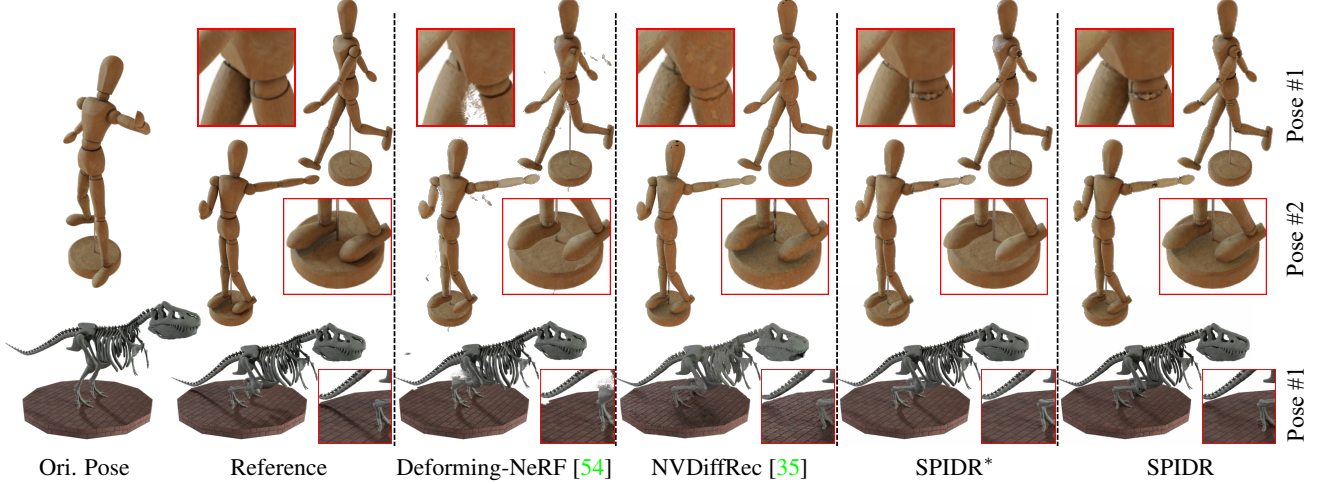 Pose #1
Pose #2
Pose #1
Ori. Pose Reference Deforming-NeRF [54] NVDiffRec [35] SPIDR* SPIDR